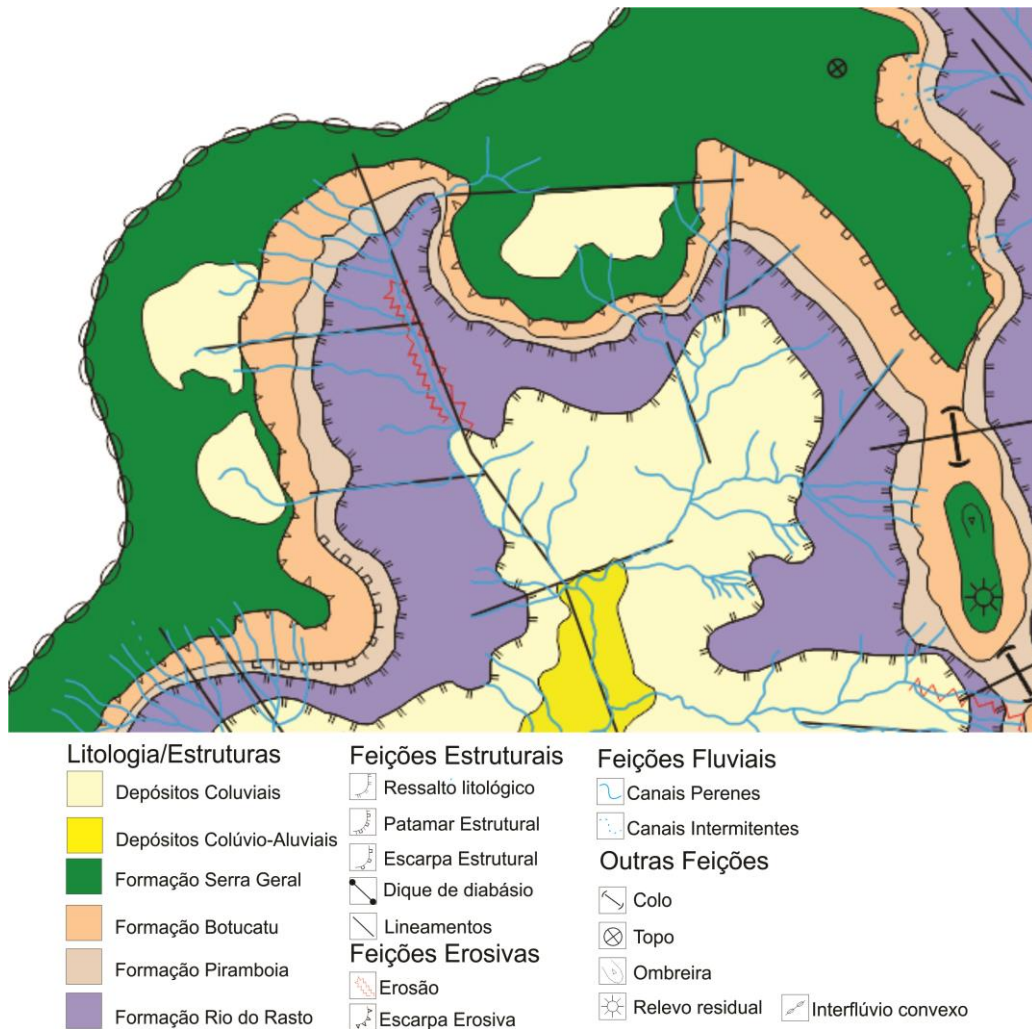 Litologia/Estruturas
Depósitos Coluviais
Depósitos Colúvio-Aluviais
Formação Serra Geral
Formação Botucatu
Formação Piramboia
Formação Rio do Rasto
Feições Estruturais
Ressalto litológico
Patamar Estrutural
Escarpa Estrutural
Dique de diabásio
Lineamentos
Feições Erosivas
Erosão
Escarpa Erosiva
Feições Fluviais
Canais Perenes
Canais Intermitentes
Outras Feições
Colo
Topo
Ombreira
Relevo residual
Interflúvio convexo